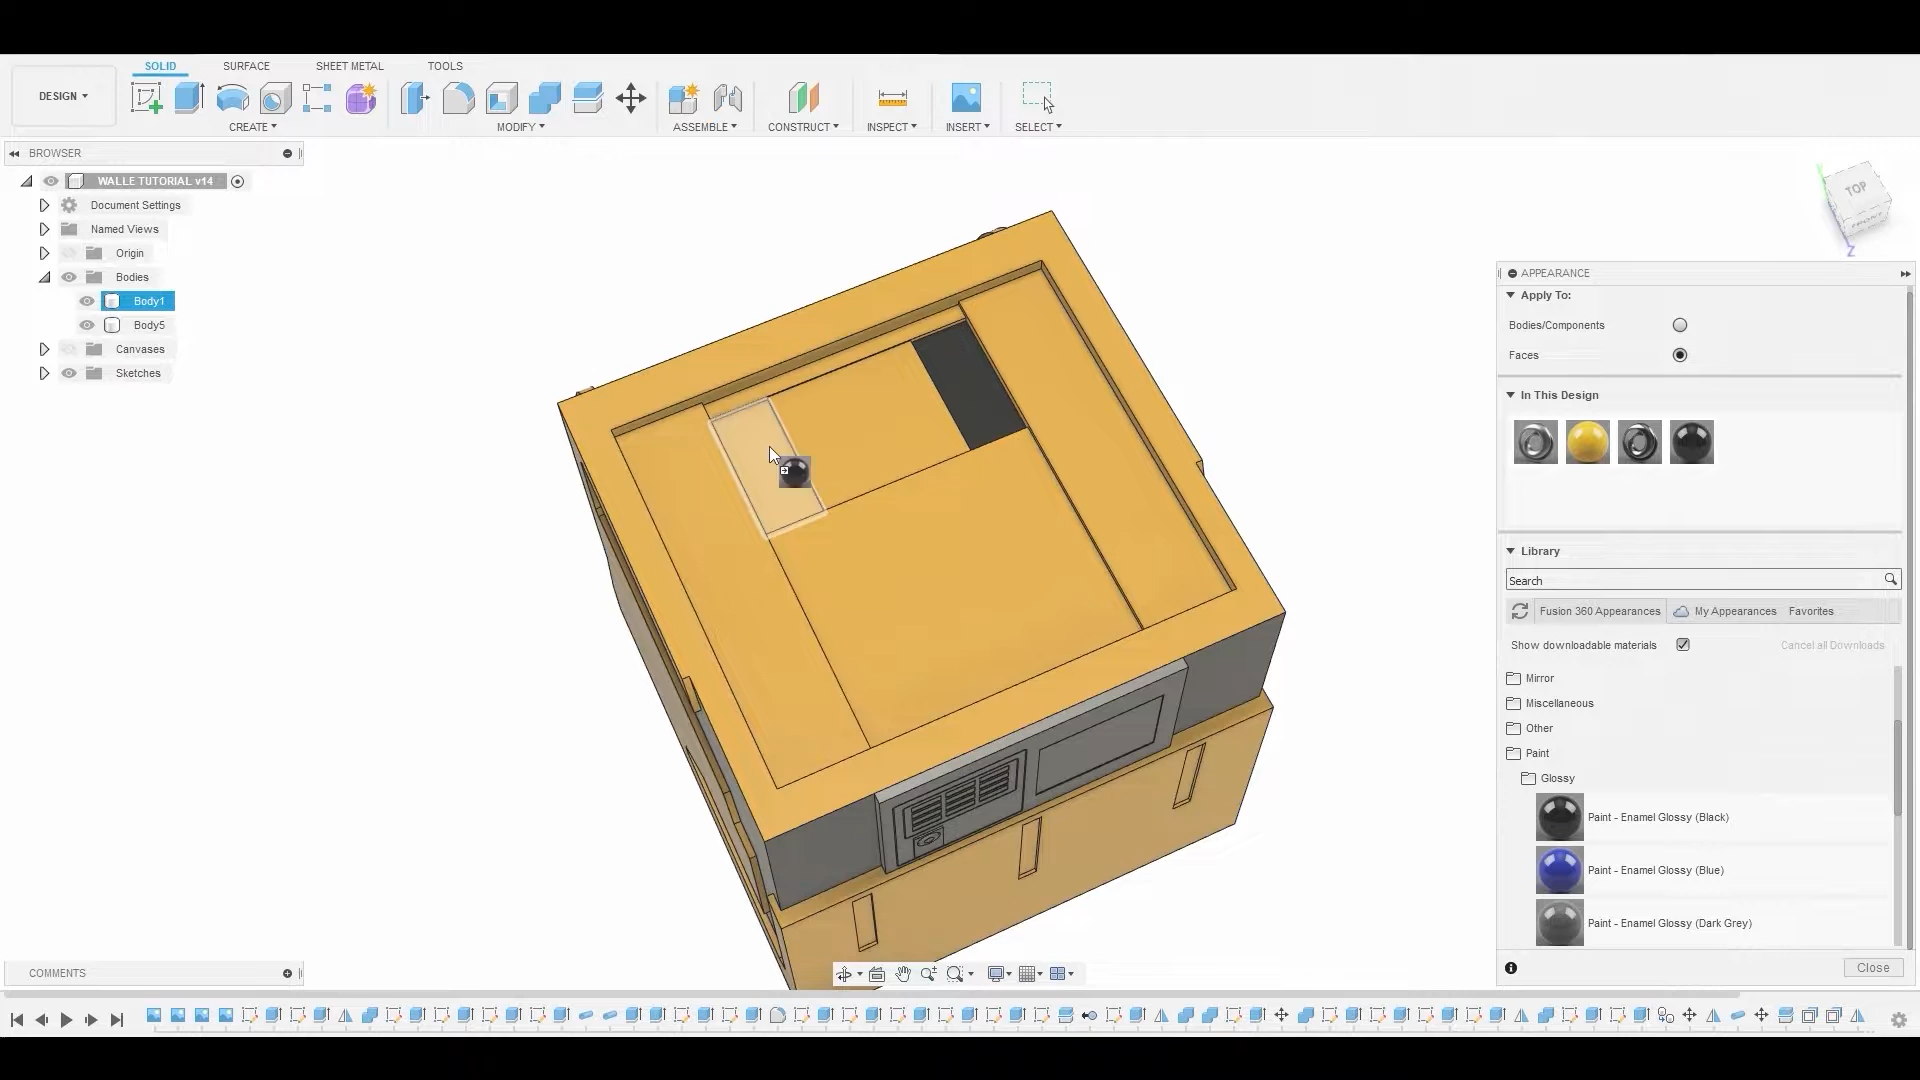 SOLID SURFACE SHEET METAL TOOLS
DESIGN
CREATE MODIFY ASSEMBLE CONSTRUCT INSPECT INSERT SELECT
BROWSER
WALLE TUTORIAL v14
Document Settings
Named Views
Origin
Bodies
Body1
Body5
Canvases
Sketches
TOP
FRONT
Z
APPEARANCE
Apply To:
Bodies/Components
Faces
In This Design
Library
Search
Fusion 360 Appearances My Appearances Favorites
Show downloadable materials Cancel all Downloads
Mirror
Miscellaneous
Other
Paint
Glossy
Paint - Enamel Glossy (Black)
Paint - Enamel Glossy (Blue)
Paint - Enamel Glossy (Dark Grey)
Close
COMMENTS